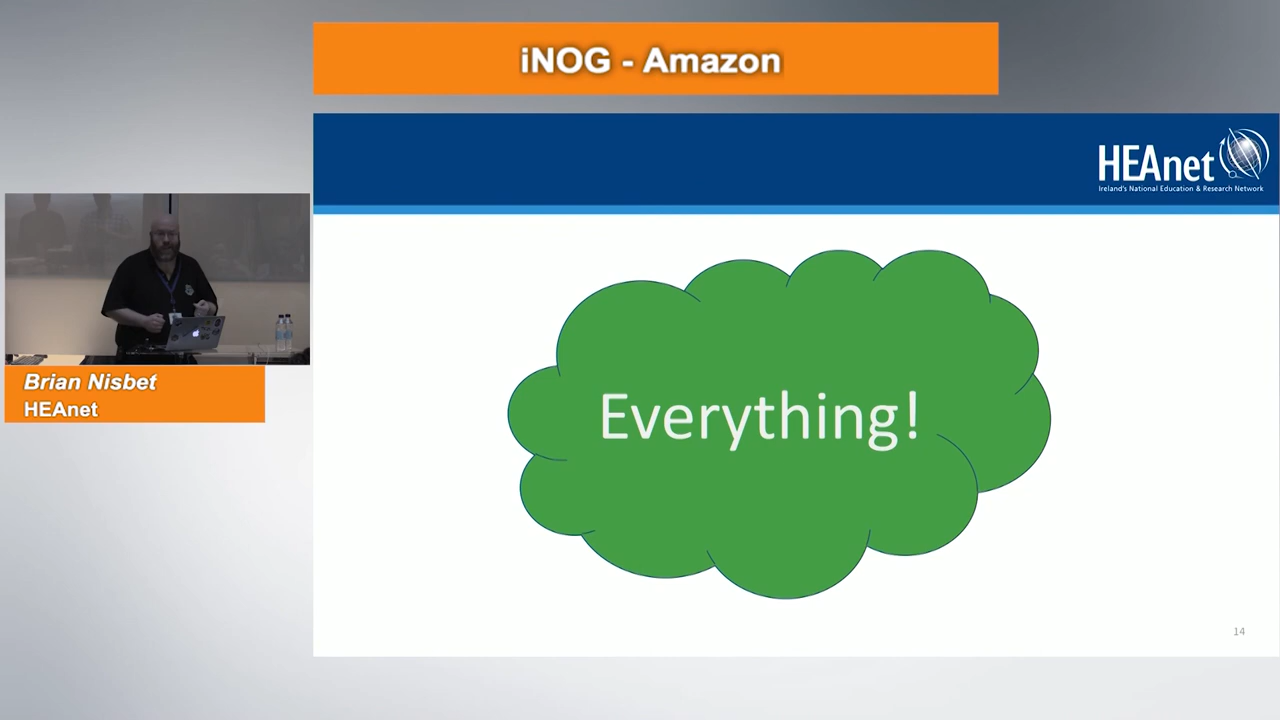 iNOG - Amazon
HEAnet
Ireland's National Education & Research Network
Brian Nisbet
HEAnet
Everything!
14